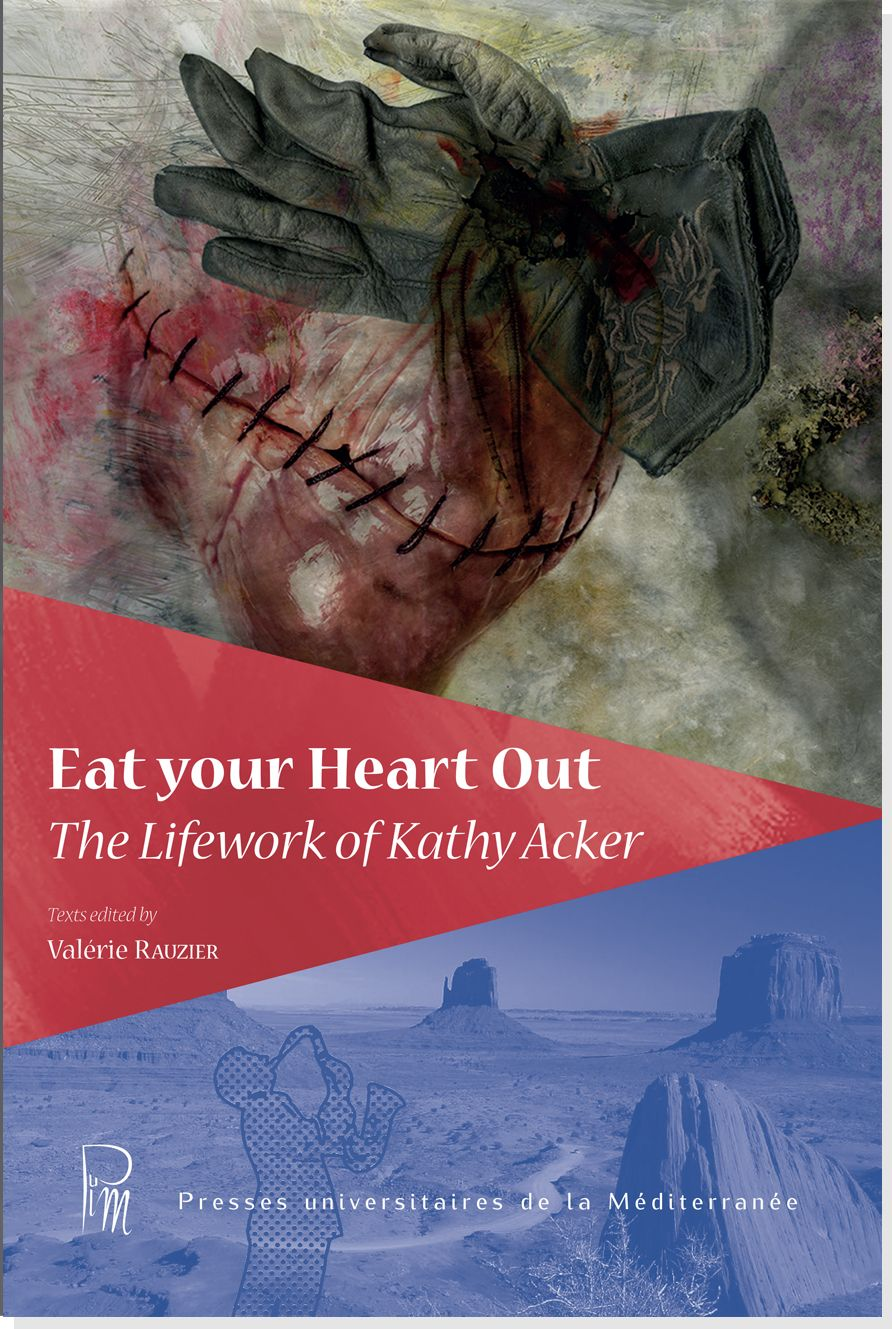 Eat your Heart Out
The Lifework of Kathy Acker
Texts edited by
Valérie RAUZIER
PulM
Presses universitaires de la Méditerranée